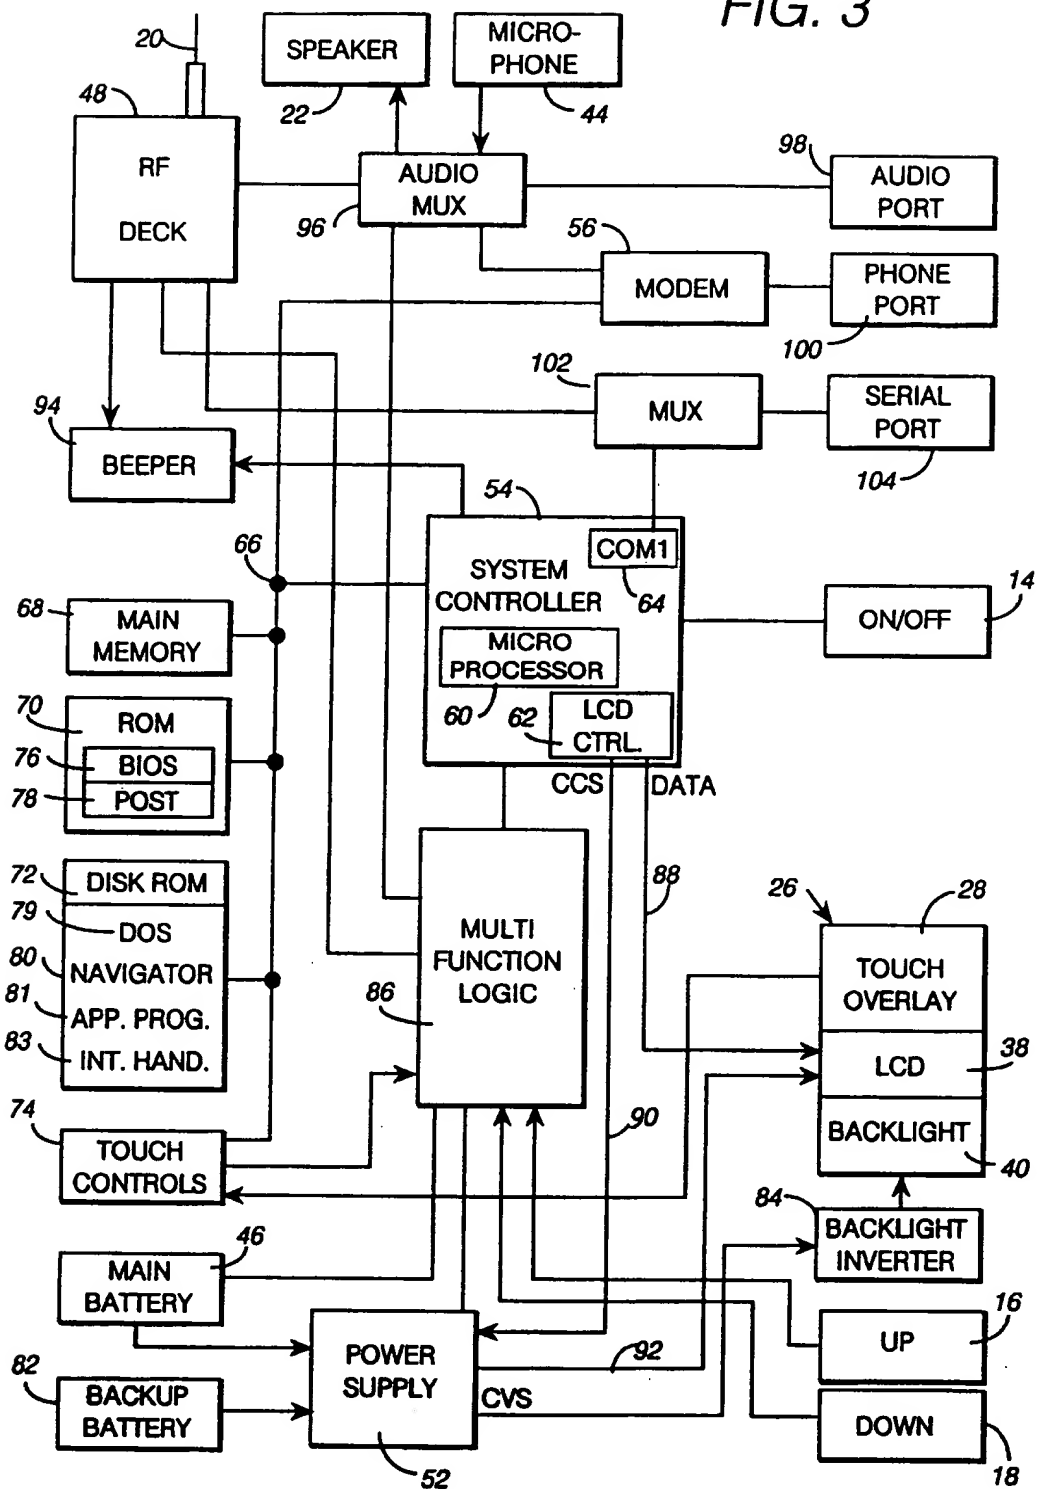 FIG. 3
20
SPEAKER
22
MICRO-
PHONE
44
48
RF
DECK
AUDIO
MUX
96
98
AUDIO
PORT
56
MODEM
PHONE
PORT
100
102
MUX
SERIAL
PORT
104
94
BEEPER
54
SYSTEM
CONTROLLER
COM1
64
66
MICRO
PROCESSOR
60
LCD
CTRL.
62
14
ON/OFF
68
MAIN
MEMORY
70
ROM
76
BIOS
78
POST
CCS
DATA
72
DISK ROM
79
DOS
80
NAVIGATOR
81
APP. PROG.
83
INT. HAND.
MULTI
FUNCTION
LOGIC
86
88
26
28
TOUCH
OVERLAY
LCD
38
BACKLIGHT
40
90
74
TOUCH
CONTROLS
84
BACKLIGHT
INVERTER
46
MAIN
BATTERY
16
UP
POWER
SUPPLY
52
92
CVS
82
BACKUP
BATTERY
DOWN
18